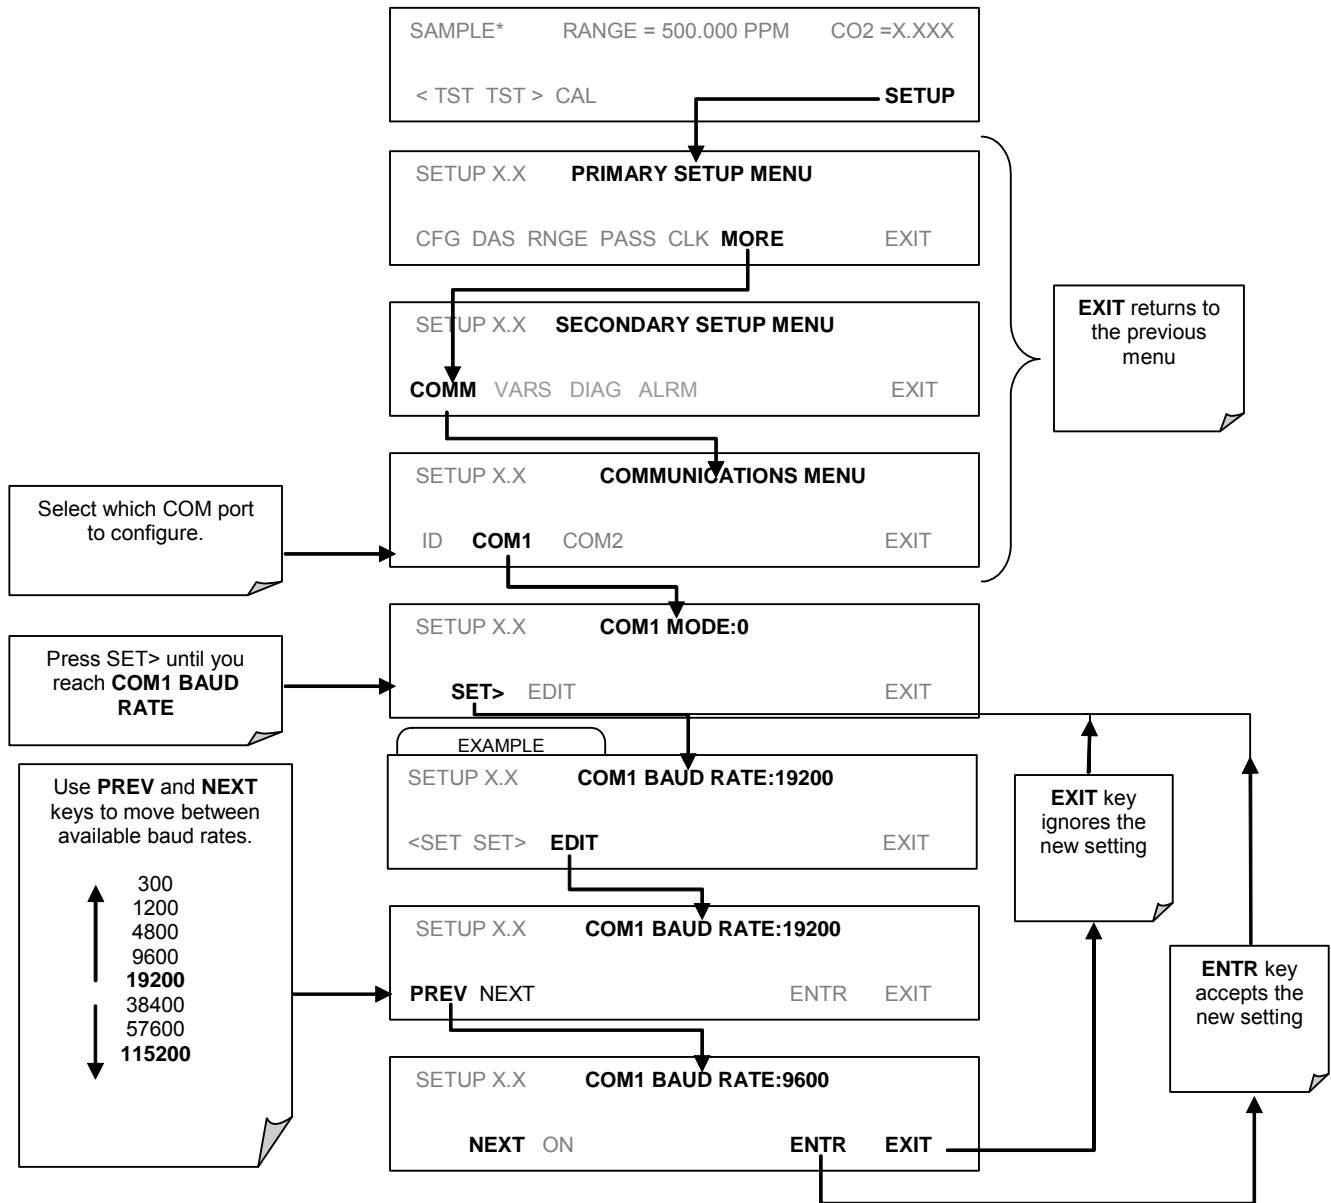 SAMPLE* RANGE = 500.000 PPM CO2 =X.XXX
< TST TST > CAL SETUP
SETUP X.X PRIMARY SETUP MENU
CFG DAS RNGE PASS CLK MORE EXIT
SETUP X.X SECONDARY SETUP MENU
COMM VARS DIAG ALRM EXIT
EXIT returns to
the previous
menu
SETUP X.X COMMUNICATIONS MENU
ID COM1 COM2 EXIT
Select which COM port
to configure.
SETUP X.X COM1 MODE:0
SET> EDIT EXIT
Press SET> until you
reach COM1 BAUD
RATE
EXAMPLE
SETUP X.X COM1 BAUD RATE:19200
<SET SET> EDIT EXIT
Use PREV and NEXT
keys to move between
available baud rates.
300
1200
4800
9600
19200
38400
57600
115200
EXIT key
ignores the
new setting
SETUP X.X COM1 BAUD RATE:19200
PREV NEXT ENTR EXIT
ENTR key
accepts the
new setting
SETUP X.X COM1 BAUD RATE:9600
NEXT ON ENTR EXIT